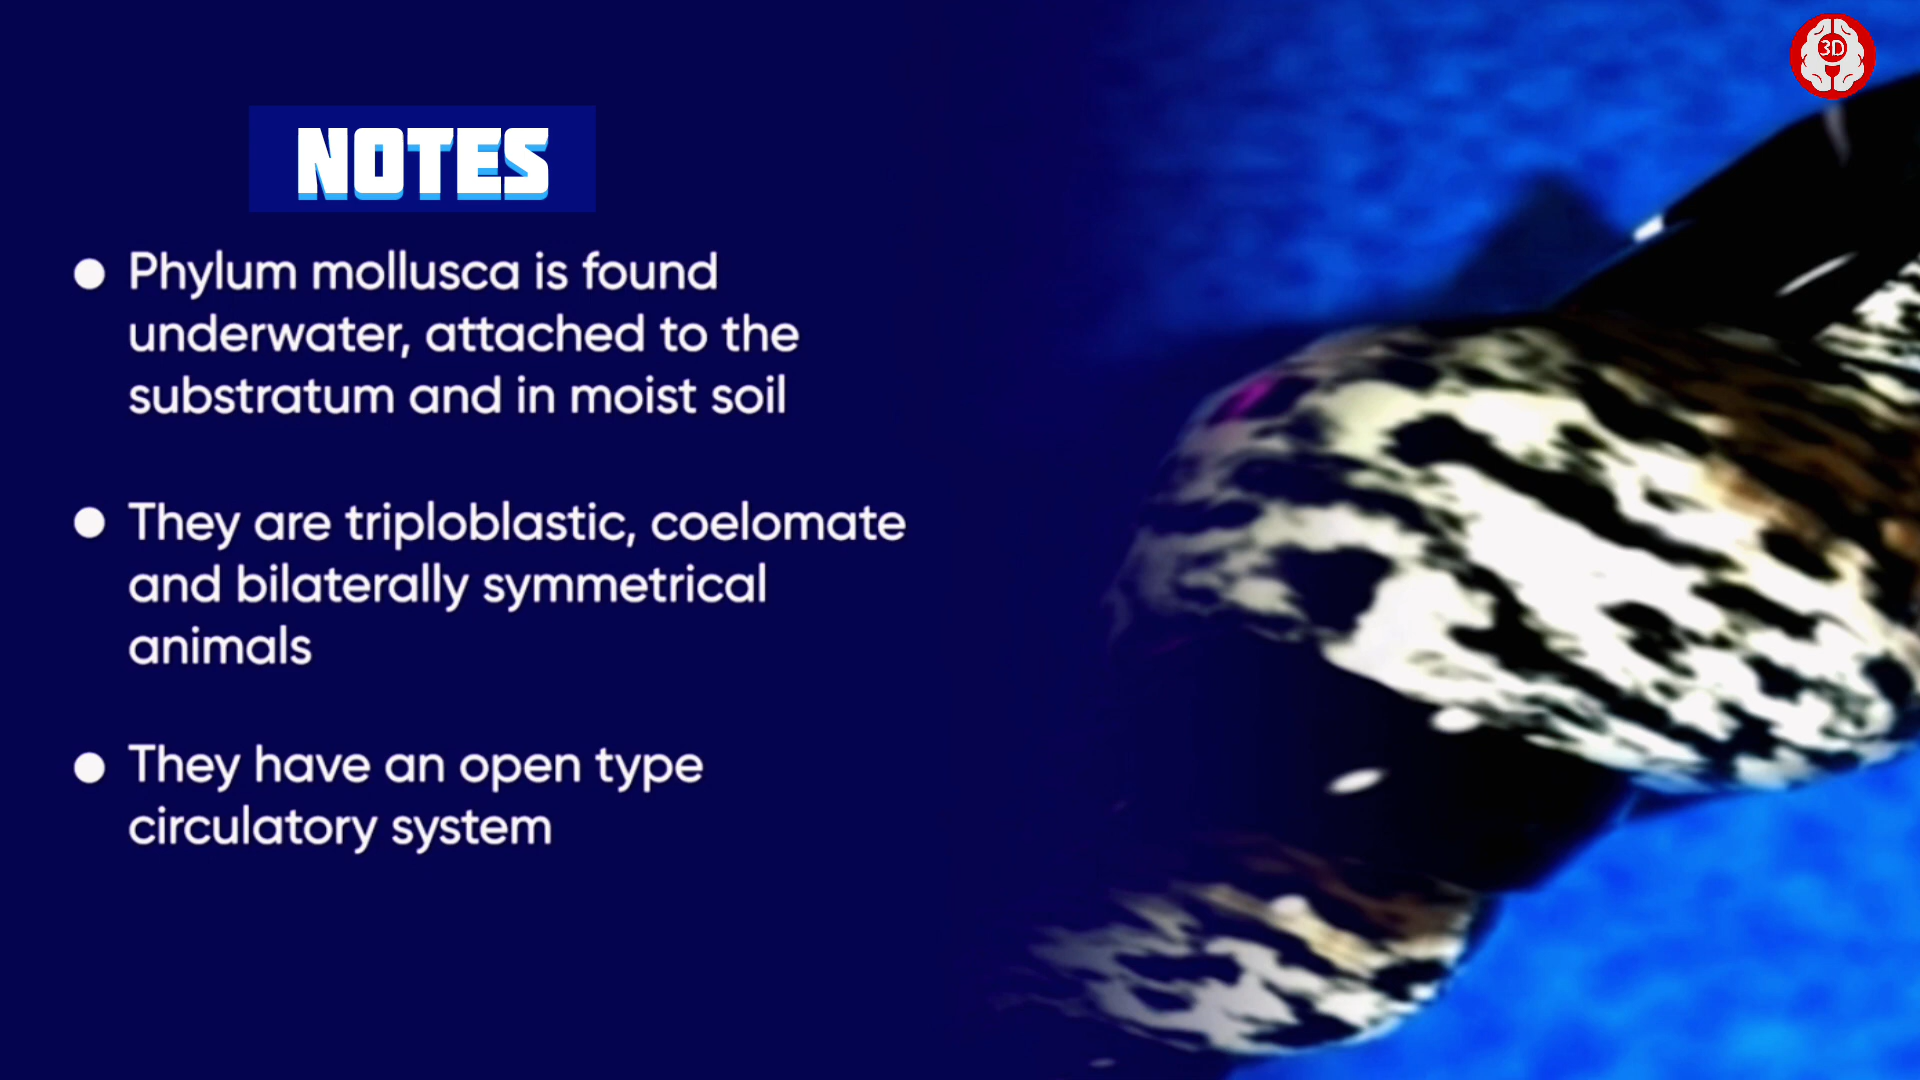 3D
NOTES
Phylum mollusca is found
underwater, attached to the
substratum and in moist soil
They are triploblastic, coelomate
and bilaterally symmetrical
animals
They have an open type
circulatory system